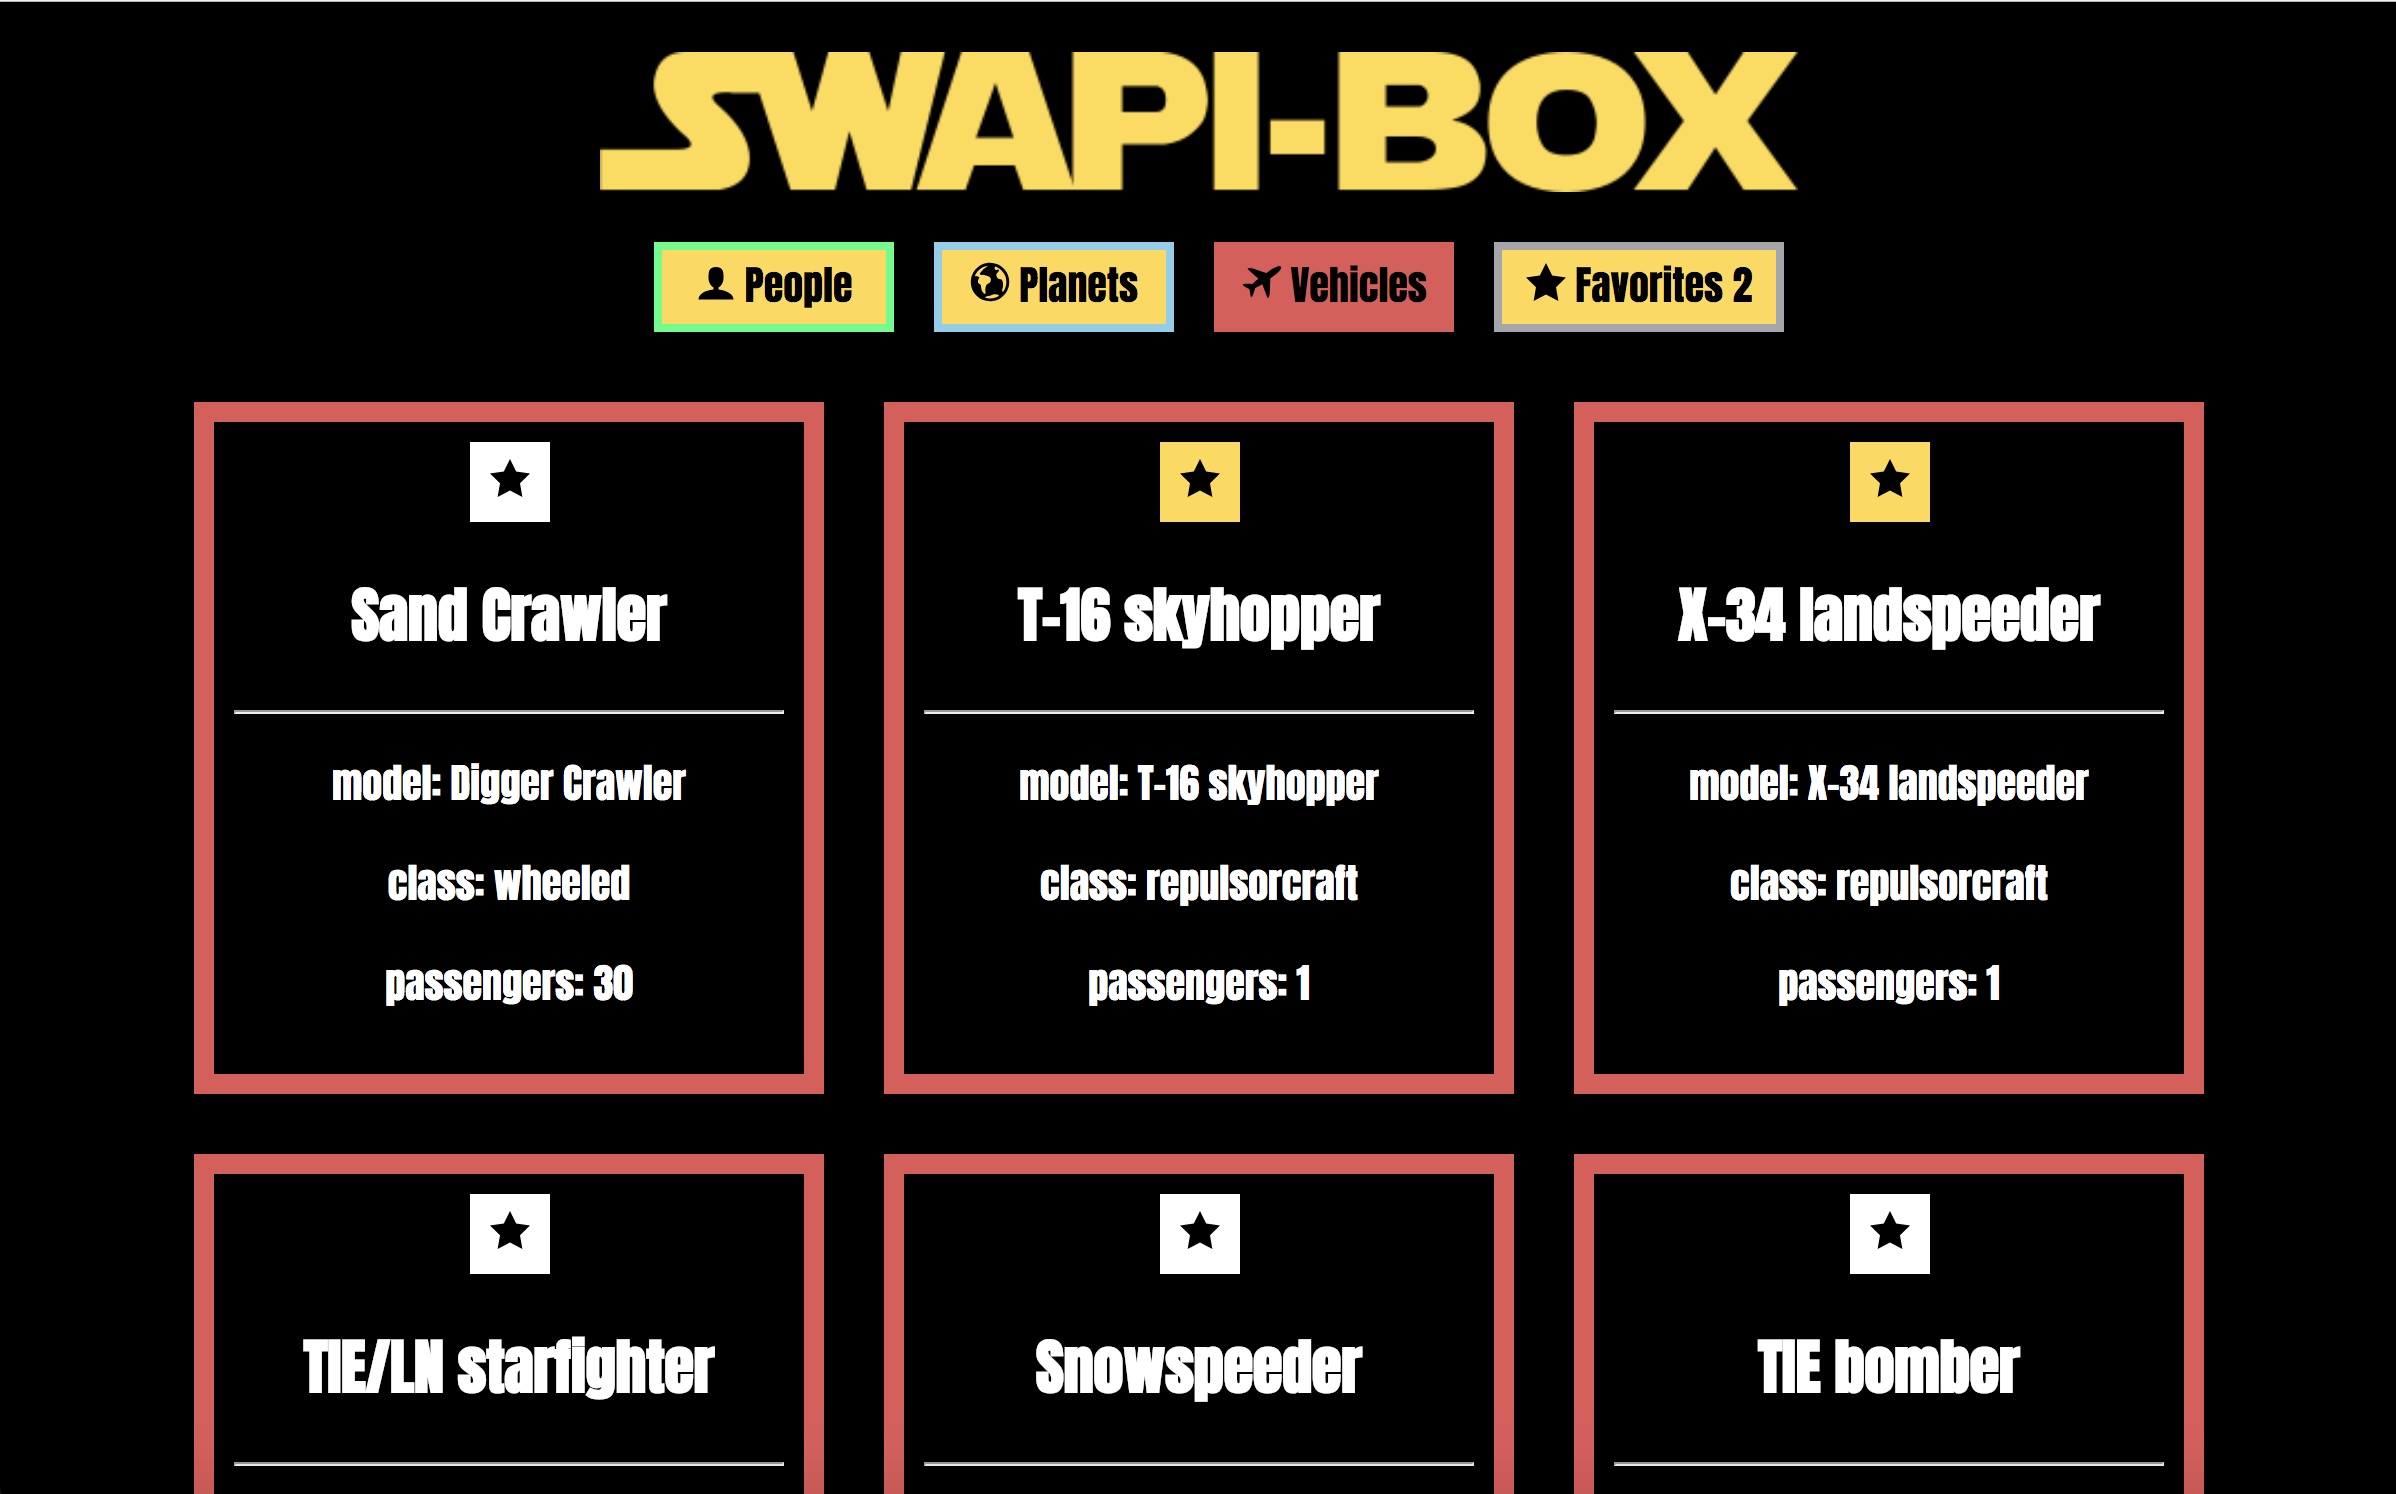 SWAPI-BOX
People Planets Vehicles Favorites 2
Sand Crawler
model: Digger Crawler
class: wheeled
passengers: 30
T-16 skyhopper
model: T-16 skyhopper
class: repulsorcraft
passengers: 1
X-34 landspeeder
model: X-34 landspeeder
class: repulsorcraft
passengers: 1
TIE/LN starfighter
Snowspeeder
TIE bomber